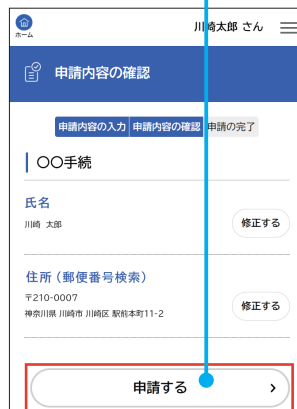 ホーム
川崎太郎 さん
申請内容の確認
申請内容の入力 申請内容の確認 申請の完了
〇〇手続
氏名
川崎 太郎
修正する
住所（郵便番号検索）
〒210-0007
神奈川県 川崎市 川崎区 駅前本町11-2
修正する
申請する